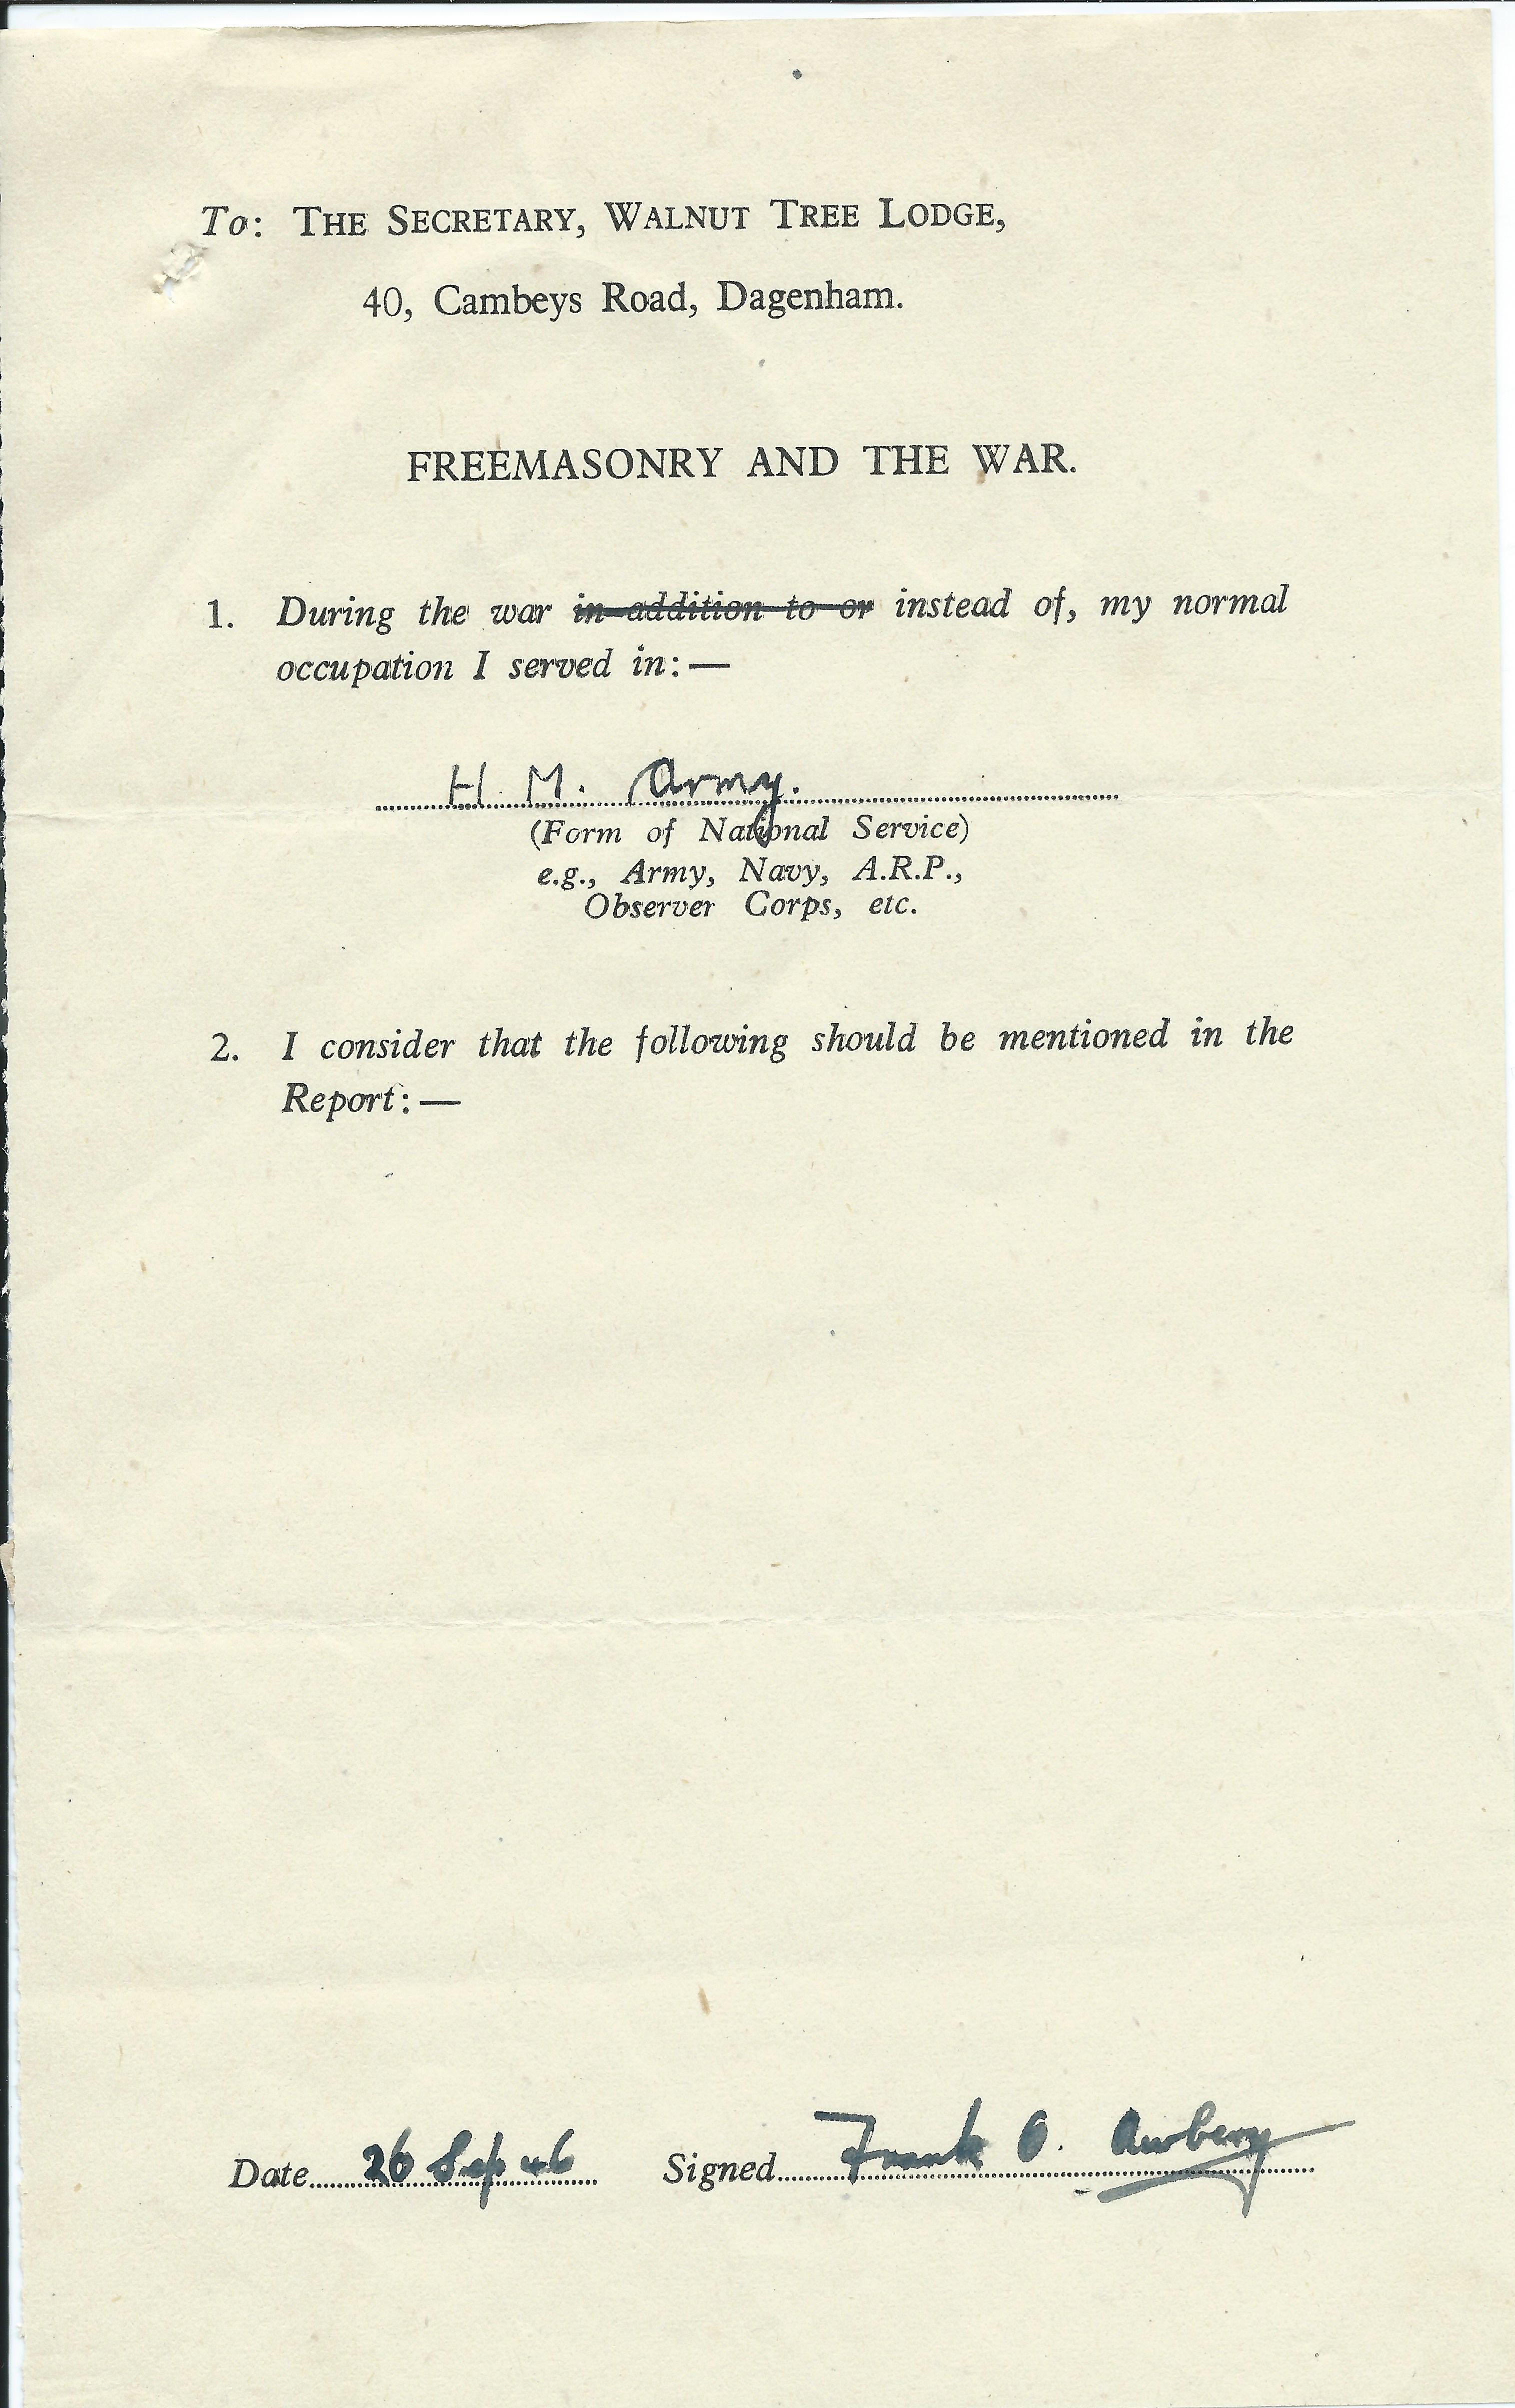 To: THE SECRETARY, WALNUT TREE LODGE,
40, Cambeys Road, Dagenham.
FREEMASONRY AND THE WAR.
1. During the war in addition to or instead of, my normal
occupation I served in:—
H. M. Army.
(Form of National Service)
e.g., Army, Navy, A.R.P.,
Observer Corps, etc.
2. I consider that the following should be mentioned in the
Report:—
Date 26 Sep 46 Signed Frank O. Awbery